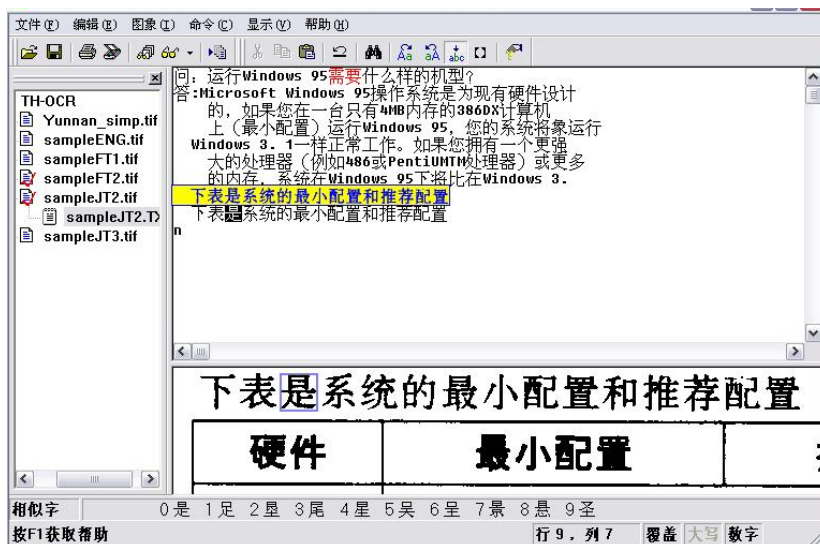 文件(F) 编辑(E) 图象(I) 命令(C) 显示(V) 帮助(H)
TH-OCR
Yunnan_simp.tif
sampleENG.tif
sampleFT1.tif
sampleFT2.tif
sampleJT2.tif
sampleJT2.T
sampleJT3.tif
问：运行Windows 95需要什么样的机型?
答:Microsoft Windows 95操作系统是为现有硬件设计
的，如果您在一台只有4MB内存的386DX计算机
上（最小配置）运行Windows 95，您的系统将象运行
Windows 3. 1一样正常工作。如果您拥有一个更强
大的处理器（例如486或PentiUMTM处理器）或更多
的内存，系统在Windows 95下将比在Windows 3.
下表是系统的最小配置和推荐配置
下表是系统的最小配置和推荐配置
n
下表是系统的最小配置和推荐配置
硬件 最小配置
相似字 0是 1足 2昰 3尾 4星 5吴 6呈 7景 8悬 9圣
按F1获取帮助 行9，列7 覆盖 大写 数字